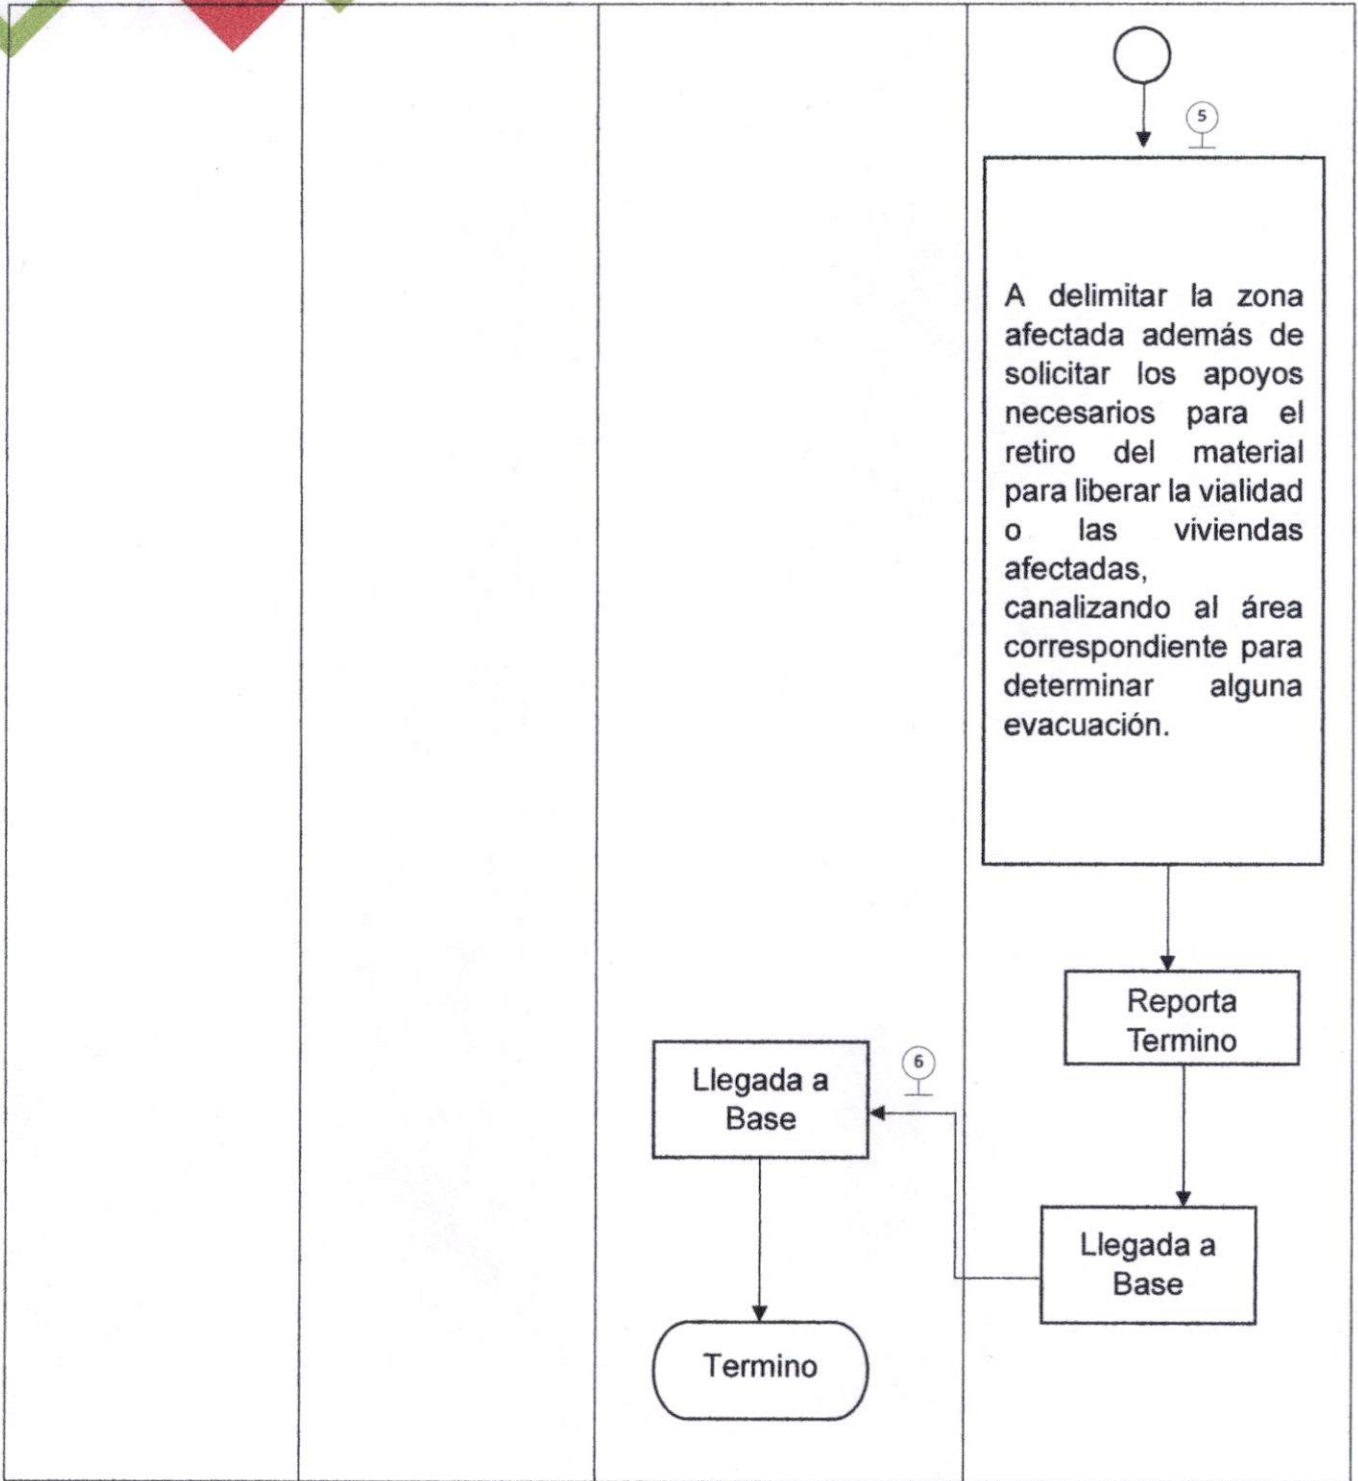 5
A delimitar la zona
afectada además de
solicitar los apoyos
necesarios para el
retiro del material
para liberar la vialidad
o las viviendas
afectadas,
canalizando al área
correspondiente para
determinar alguna
evacuación.
Reporta
Termino
Llegada a
Base
6
Llegada a
Base
Termino